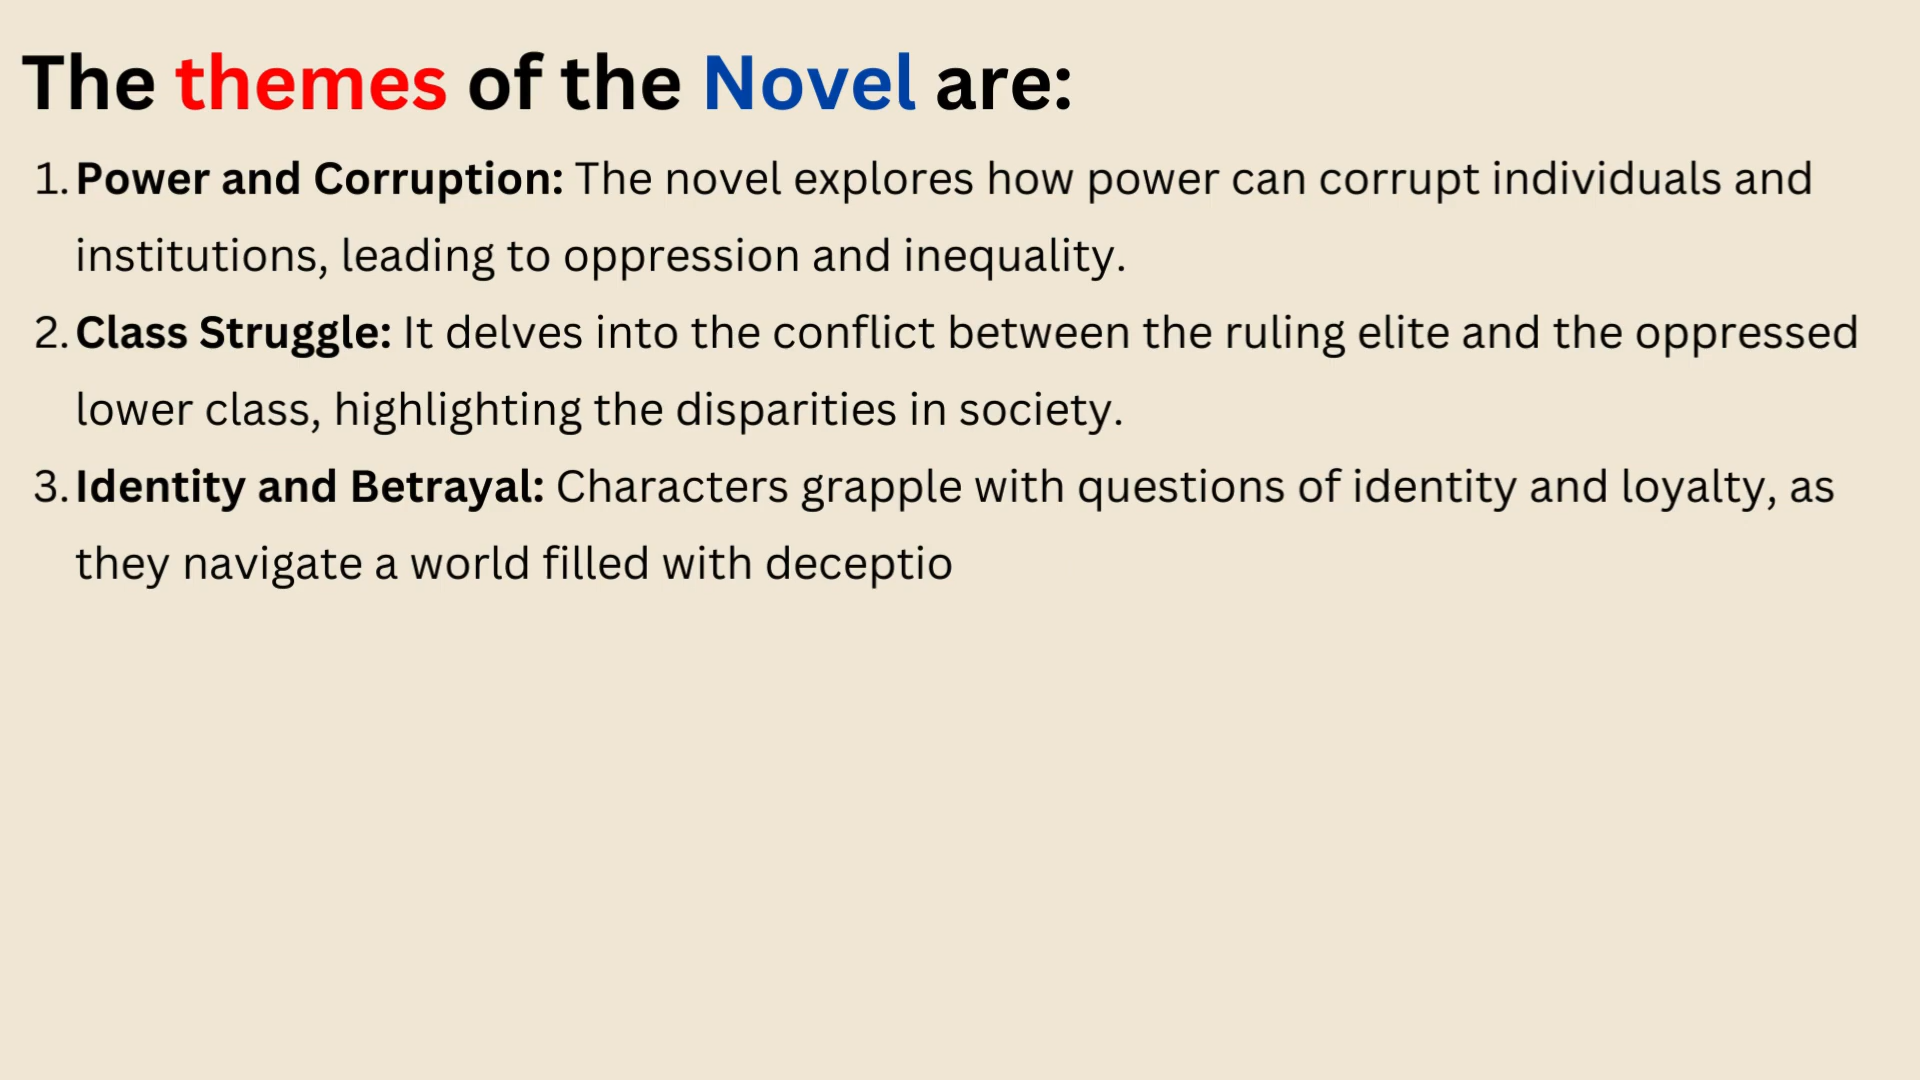 The themes of the Novel are:
1. Power and Corruption: The novel explores how power can corrupt individuals and
institutions, leading to oppression and inequality.
2. Class Struggle: It delves into the conflict between the ruling elite and the oppressed
lower class, highlighting the disparities in society.
3. Identity and Betrayal: Characters grapple with questions of identity and loyalty, as
they navigate a world filled with deceptio